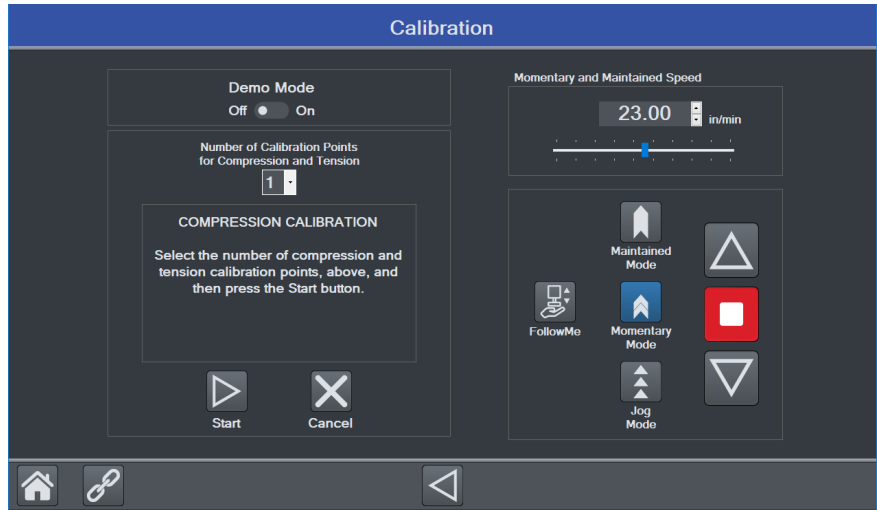 Calibration
Demo Mode
Off On
Number of Calibration Points
for Compression and Tension
1
COMPRESSION CALIBRATION
Select the number of compression and
tension calibration points, above, and
then press the Start button.
Start Cancel
Momentary and Maintained Speed
23.00 in/min
Maintained
Mode
FollowMe
Momentary
Mode
Jog
Mode